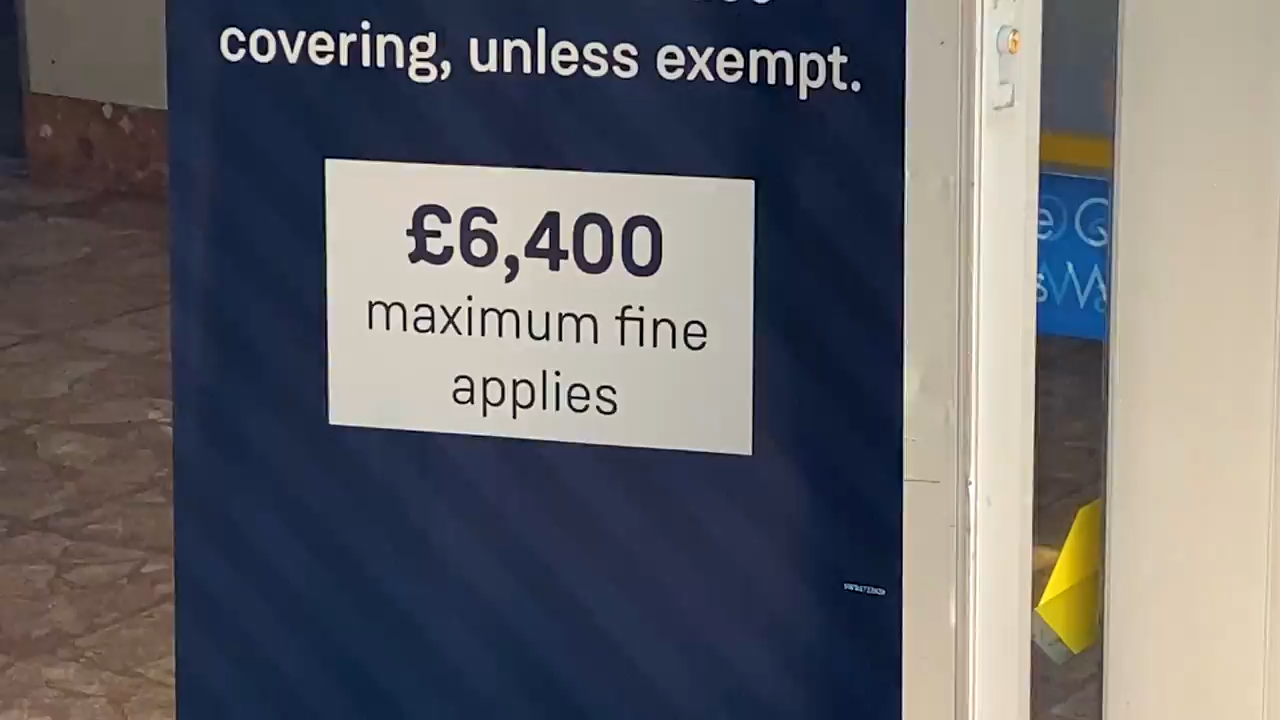 covering, unless exempt.
£6,400
maximum fine
applies
e Q